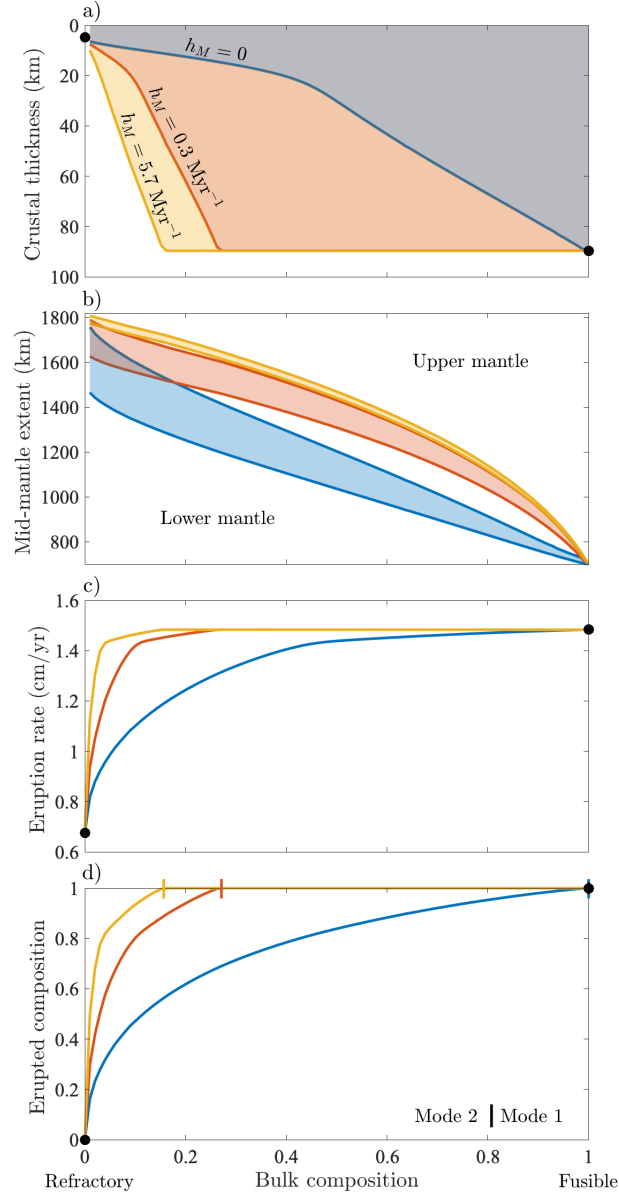 a)
0
20
40
60
80
100
Crustal thickness (km)
h_M = 0
h_M = 0.3 Myr⁻¹
h_M = 5.7 Myr⁻¹
b)
1800
1600
1400
1200
1000
800
Mid-mantle extent (km)
Upper mantle
Lower mantle
c)
1.6
1.4
1.2
1
0.8
0.6
Eruption rate (cm/yr)
d)
1
0.8
0.6
0.4
0.2
0
Erupted composition
Mode 2 | Mode 1
0 0.2 0.4 0.6 0.8 1
Refractory Bulk composition Fusible